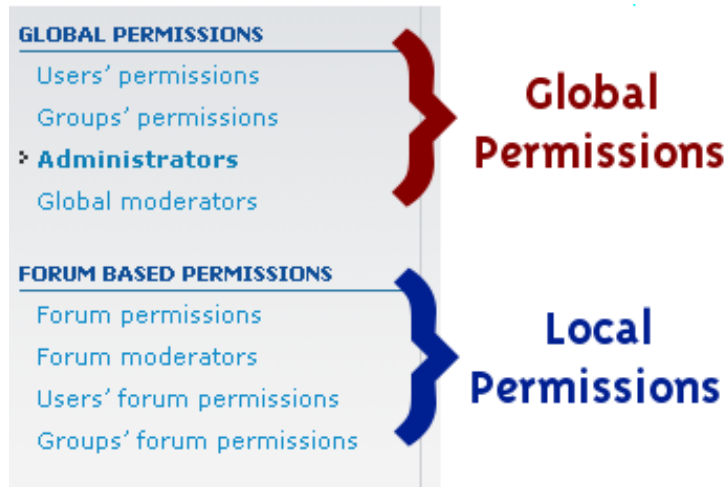 GLOBAL PERMISSIONS
Users' permissions
Groups' permissions
Administrators
Global moderators
Global
Permissions
FORUM BASED PERMISSIONS
Forum permissions
Forum moderators
Users' forum permissions
Groups' forum permissions
Local
Permissions